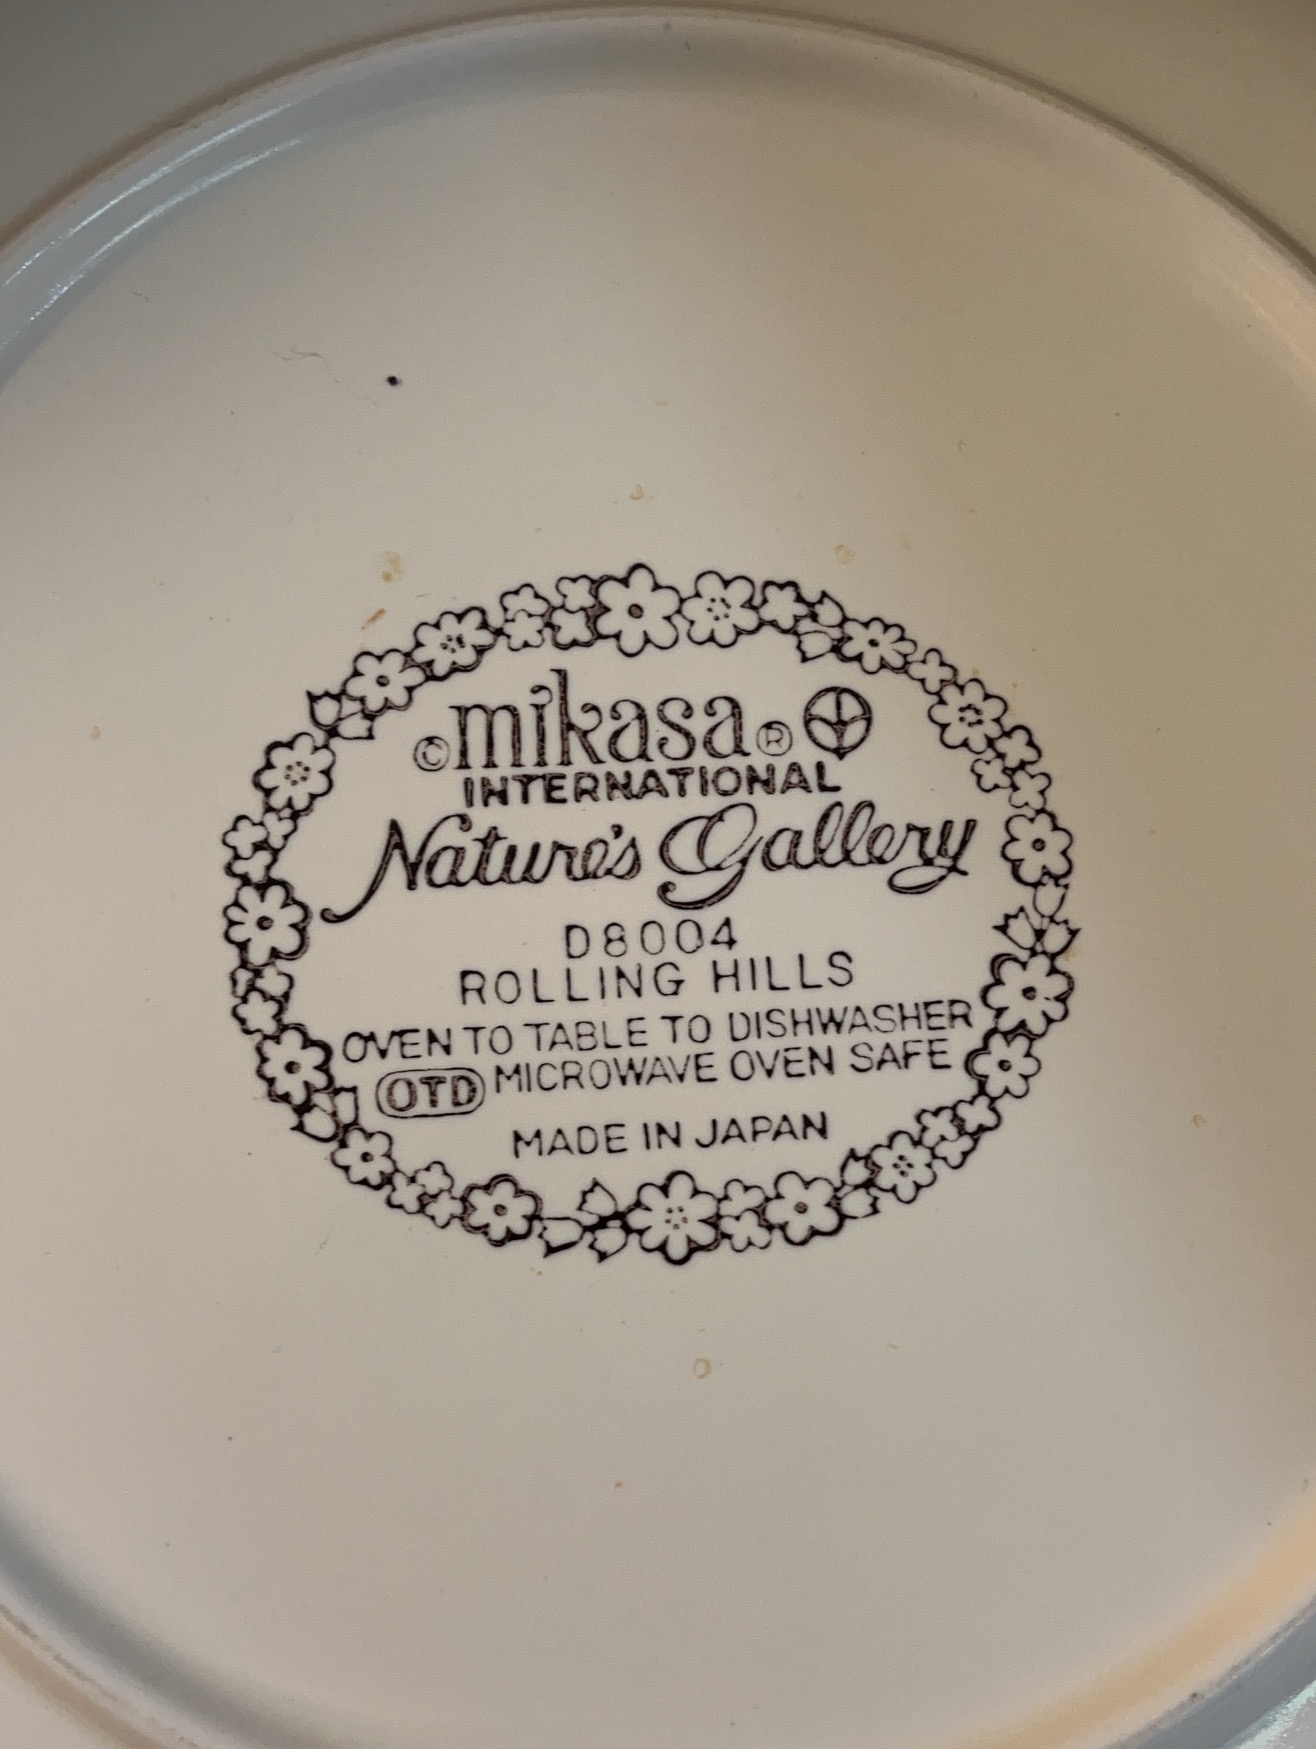 ©mikasa®
INTERNATIONAL
Nature's Gallery
D8004
ROLLING HILLS
OVEN TO TABLE TO DISHWASHER
OTD MICROWAVE OVEN SAFE
MADE IN JAPAN